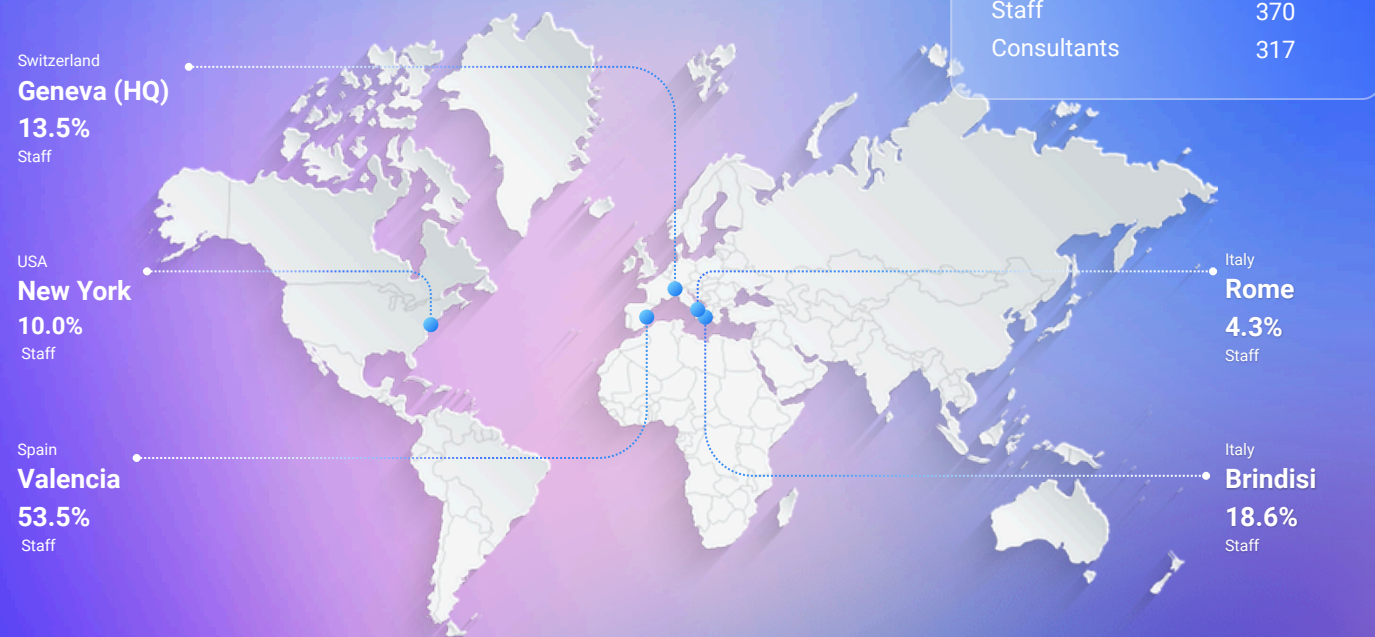 Staff 370
Consultants 317
Switzerland
Geneva (HQ)
13.5%
Staff
USA
New York
10.0%
Staff
Spain
Valencia
53.5%
Staff
Italy
Rome
4.3%
Staff
Italy
Brindisi
18.6%
Staff